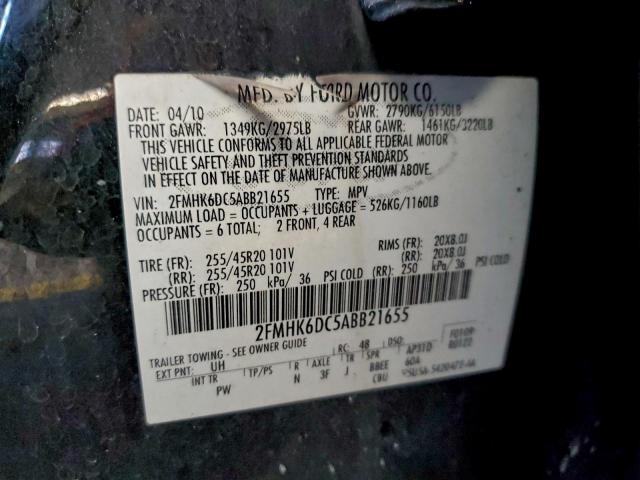 MFD. BY FORD MOTOR CO.
DATE: 04/10 GVWR: 2790KG/6150LB
FRONT GAWR: 1349KG/2975LB REAR GAWR: 1461KG/3220LB
THIS VEHICLE CONFORMS TO ALL APPLICABLE FEDERAL MOTOR
VEHICLE SAFETY AND THEFT PREVENTION STANDARDS
IN EFFECT ON THE DATE OF MANUFACTURE SHOWN ABOVE.
VIN: 2FMHK6DC5ABB21655 TYPE: MPV
MAXIMUM LOAD = OCCUPANTS + LUGGAGE = 526KG/1160LB
OCCUPANTS = 6 TOTAL; 2 FRONT, 4 REAR
TIRE (FR): 255/45R20 101V RIMS (FR): 20X8.0J
(RR): 255/45R20 101V (RR): 20X8.0J
PRESSURE (FR): 250 kPa/ 36 PSI COLD (RR): 250 kPa/ 36 PSI COLD
2FMHK6DC5ABB21655
TRAILER TOWING - SEE OWNER GUIDE
EXT PNT: UH RC: 48 DSO:
INT TR TP/PS R AXLE TR SPR
PW N 3F J BBEE
CBU 60A